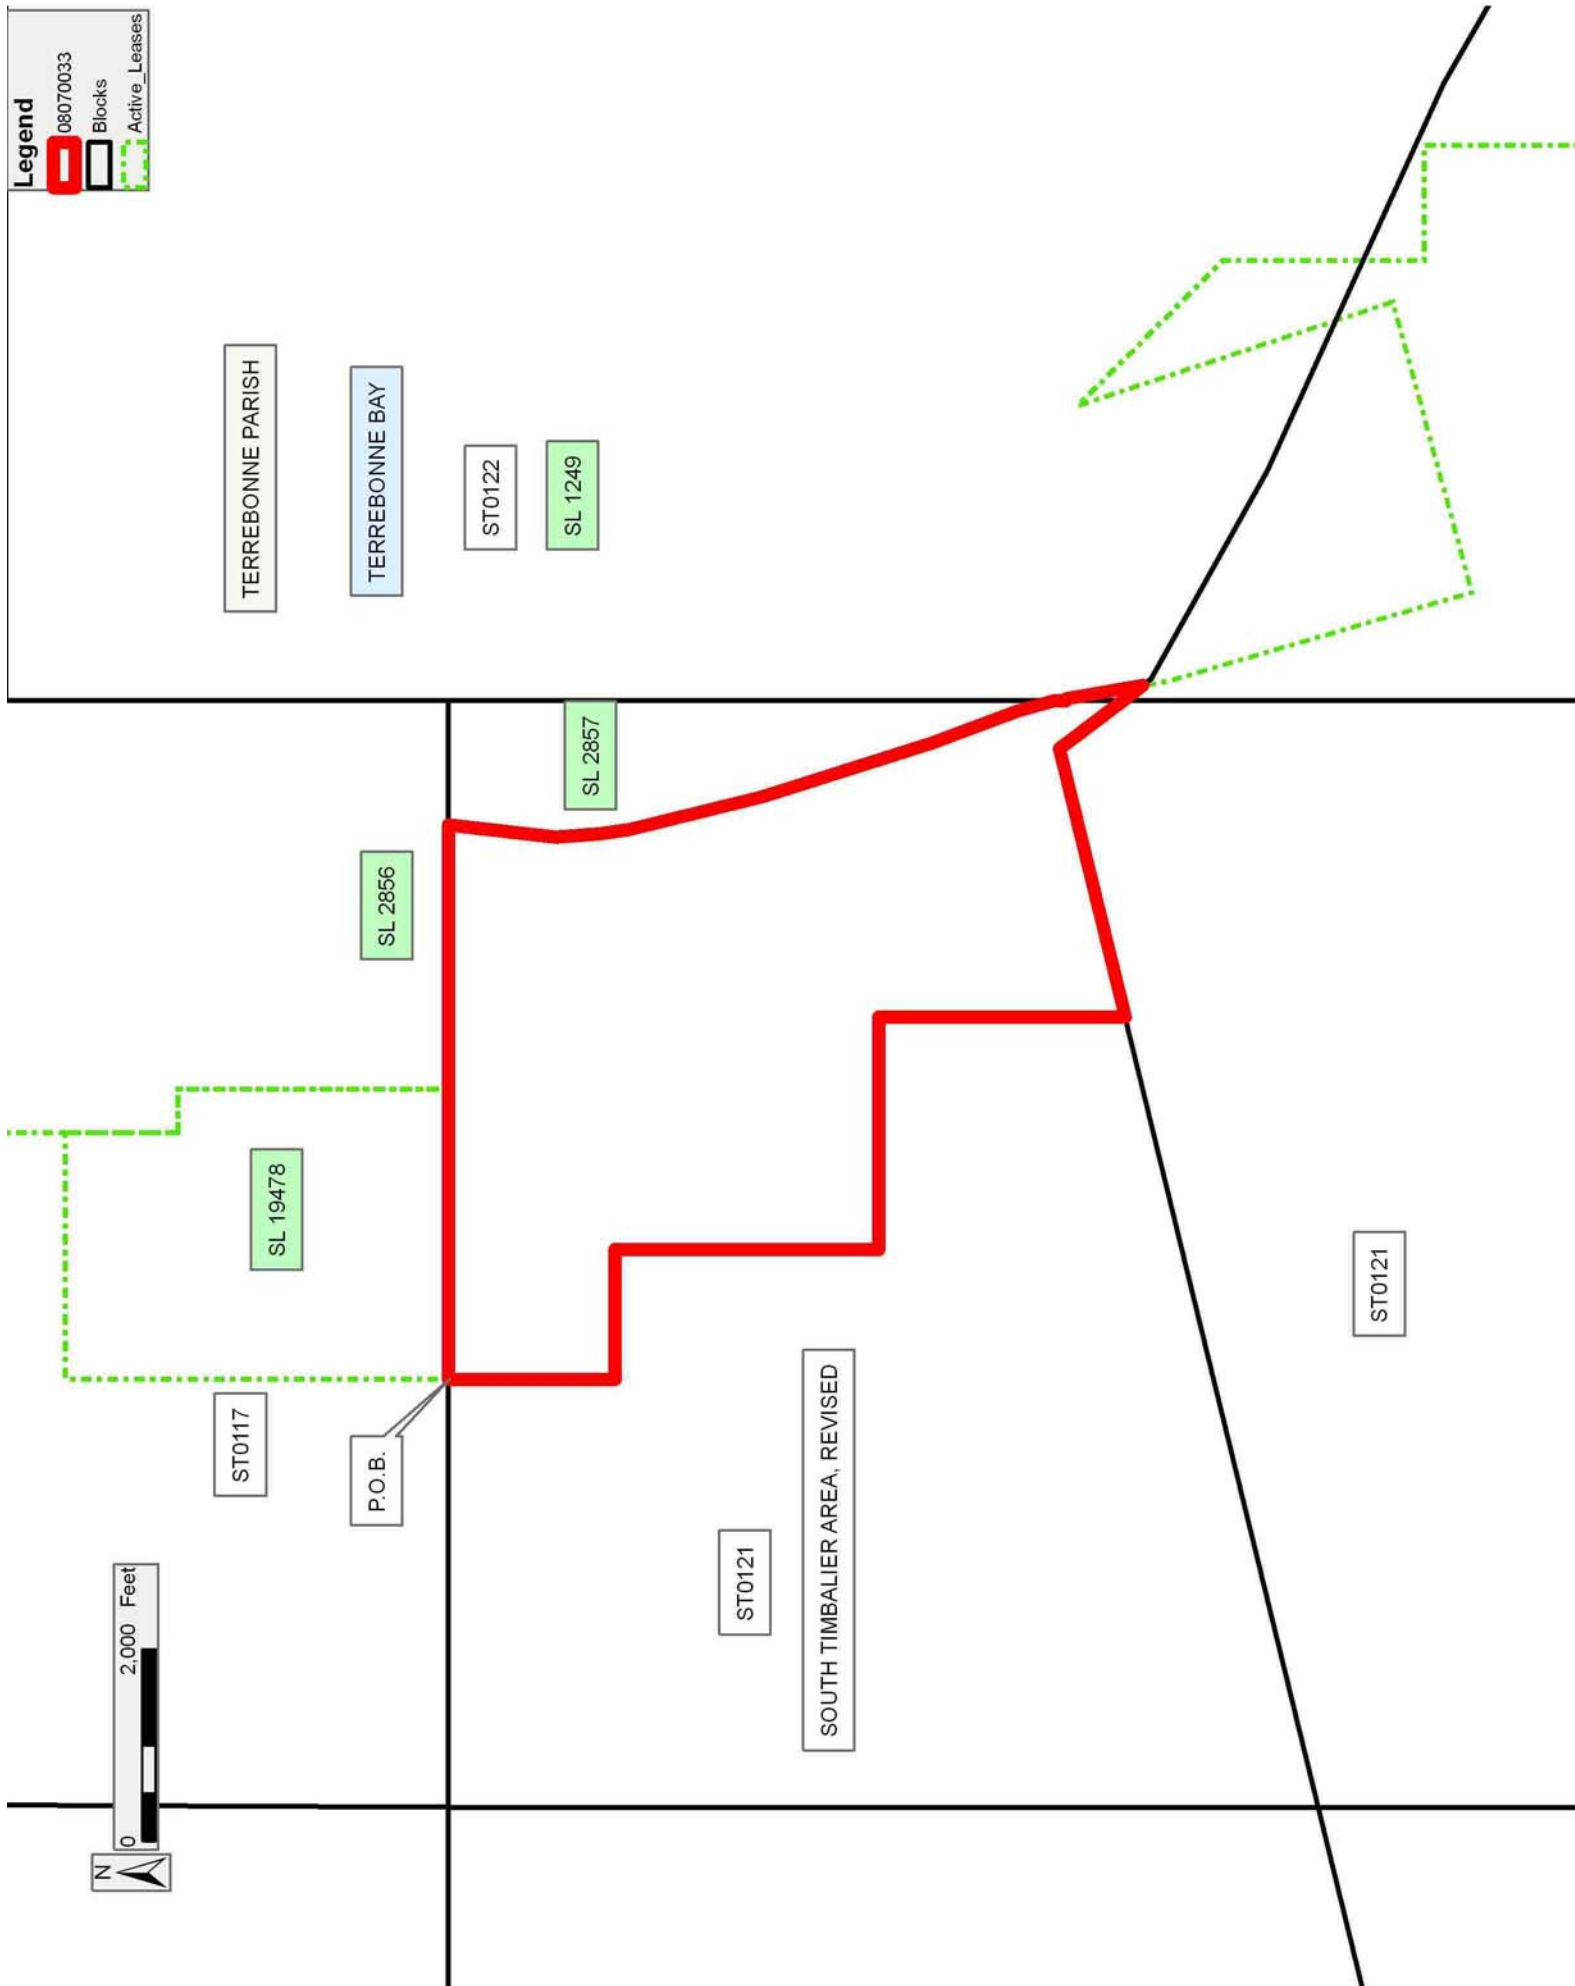 N
0 2,000 Feet
Legend
08070033
Blocks
Active_Leases
ST0117
SL 19478
TERREBONNE PARISH
P.O.B.
SL 2856
TERREBONNE BAY
ST0122
SL 2857
SL 1249
ST0121
SOUTH TIMBALIER AREA, REVISED
ST0121